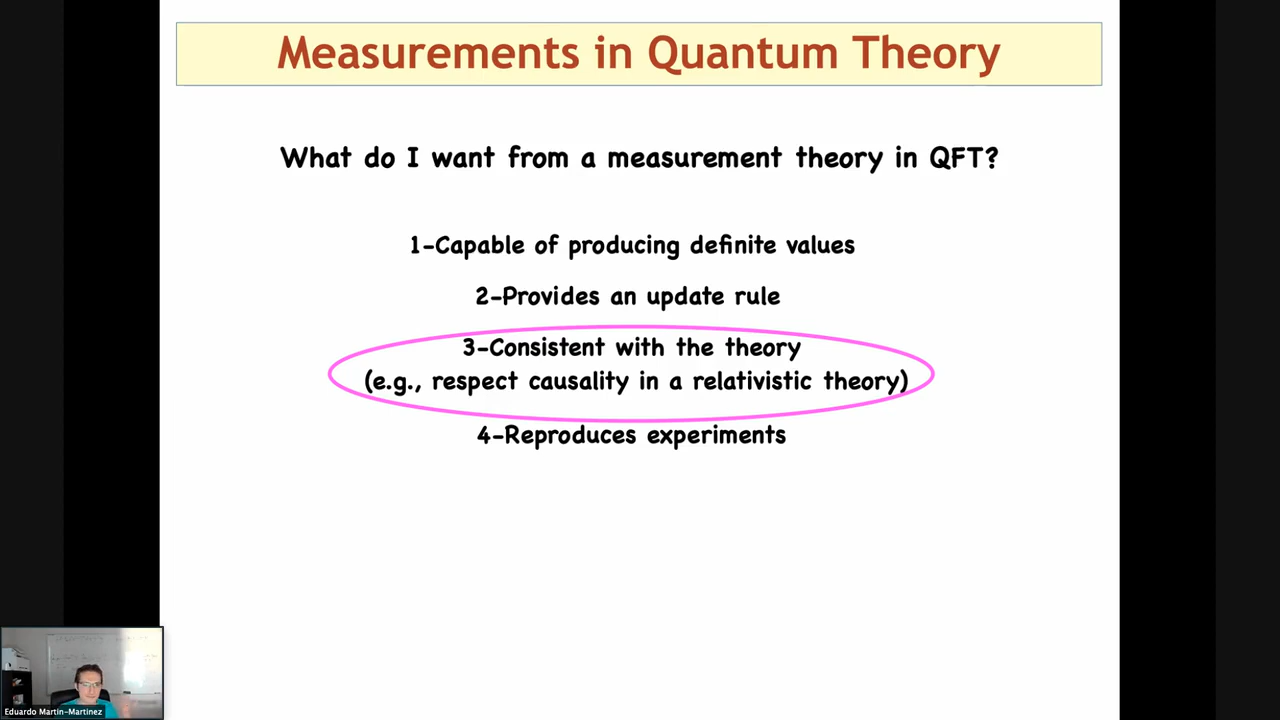 Measurements in Quantum Theory
What do I want from a measurement theory in QFT?
1-Capable of producing definite values
2-Provides an update rule
3-Consistent with the theory
(e.g., respect causality in a relativistic theory)
4-Reproduces experiments
Eduardo Martin-Martinez